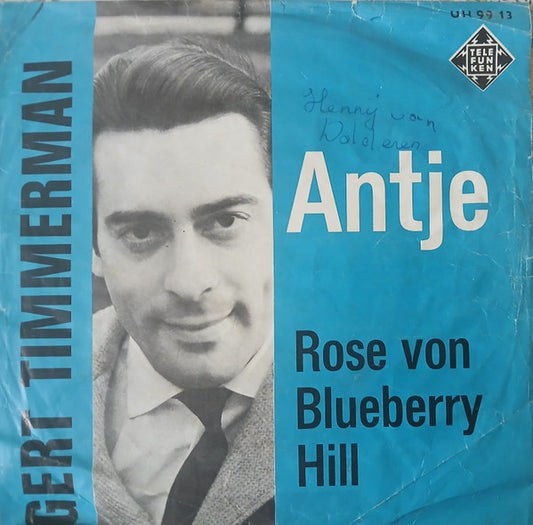 UH 99 13
TELE
FUN
KEN
Henny van
GERT TIMMERMAN
Antje
Rose von
Blueberry
Hill